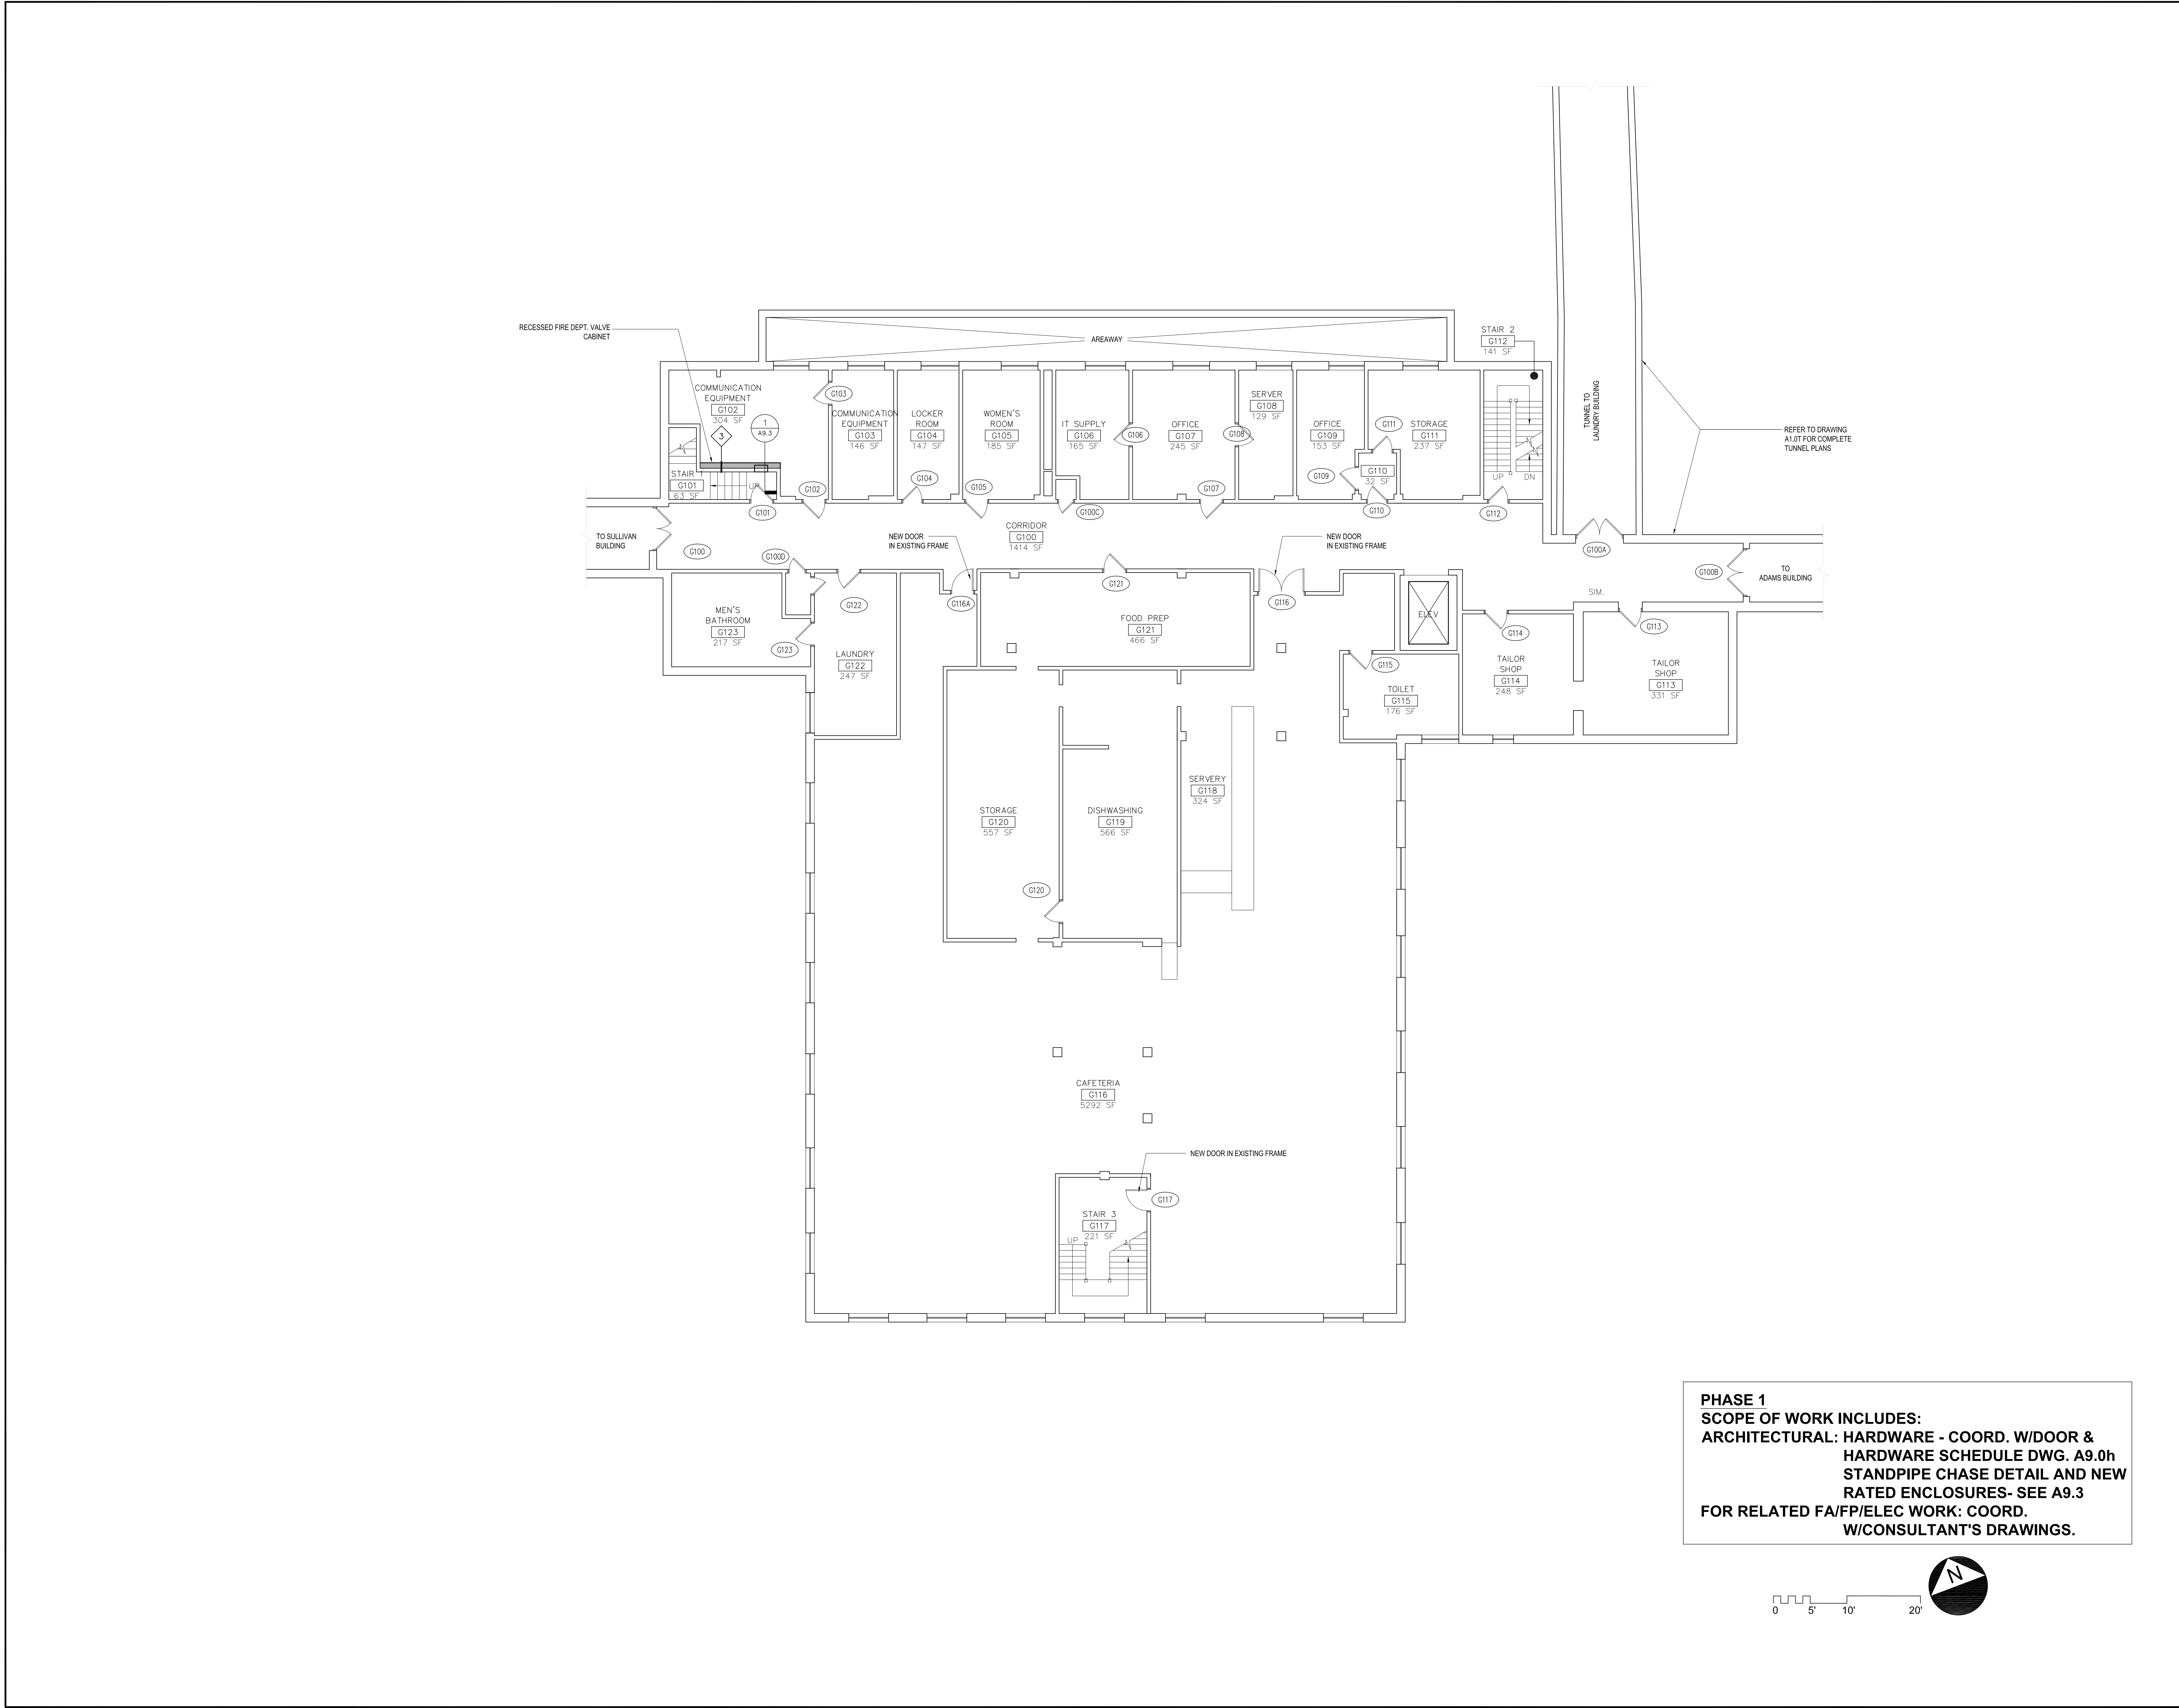 RECESSED FIRE DEPT. VALVE
CABINET
AREAWAY
STAIR 2
G112
141 SF
TUNNEL TO
LAUNDRY BUILDING
REFER TO DRAWING
A1.0T FOR COMPLETE
TUNNEL PLANS
COMMUNICATION
EQUIPMENT
G102
304 SF
3
1
A9.3
G103
COMMUNICATION
EQUIPMENT
G103
146 SF
LOCKER
ROOM
G104
147 SF
WOMEN'S
ROOM
G105
185 SF
IT SUPPLY
G106
165 SF
G106
OFFICE
G107
245 SF
SERVER
G108
129 SF
G108
OFFICE
G109
153 SF
G111
STORAGE
G111
237 SF
STAIR 1
G101
63 SF
UP
G101
G102
G104
G105
G100C
G107
G109
G110
32 SF
G110
UP
DN
G112
TO SULLIVAN
BUILDING
G100
G100D
NEW DOOR
IN EXISTING FRAME
CORRIDOR
G100
1414 SF
NEW DOOR
IN EXISTING FRAME
G100A
G100B
TO
ADAMS BUILDING
SIM.
MEN'S
BATHROOM
G123
217 SF
G123
G122
LAUNDRY
G122
247 SF
G116A
G121
FOOD PREP
G121
466 SF
G116
ELEV
G115
TOILET
G115
176 SF
G114
TAILOR
SHOP
G114
248 SF
G113
TAILOR
SHOP
G113
331 SF
STORAGE
G120
557 SF
G120
DISHWASHING
G119
566 SF
SERVERY
G118
324 SF
CAFETERIA
G116
5292 SF
NEW DOOR IN EXISTING FRAME
G117
STAIR 3
G117
221 SF
UP
PHASE 1
SCOPE OF WORK INCLUDES:
ARCHITECTURAL: HARDWARE - COORD. W/DOOR &
HARDWARE SCHEDULE DWG. A9.0h
STANDPIPE CHASE DETAIL AND NEW
RATED ENCLOSURES- SEE A9.3
FOR RELATED FA/FP/ELEC WORK: COORD.
W/CONSULTANT'S DRAWINGS.
N
0 5' 10' 20'